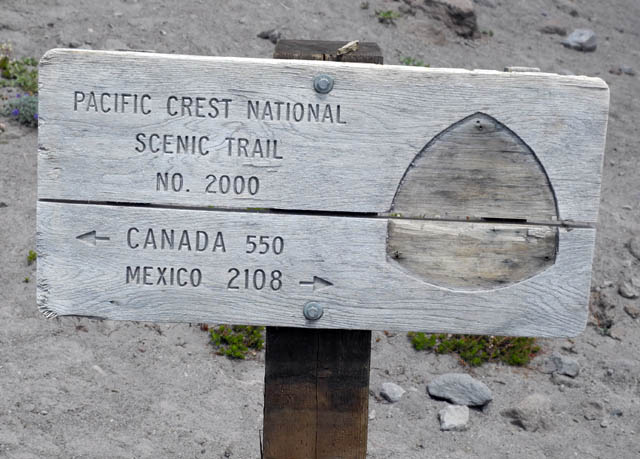 PACIFIC CREST NATIONAL
SCENIC TRAIL
NO. 2000
← CANADA 550
MEXICO 2108 →